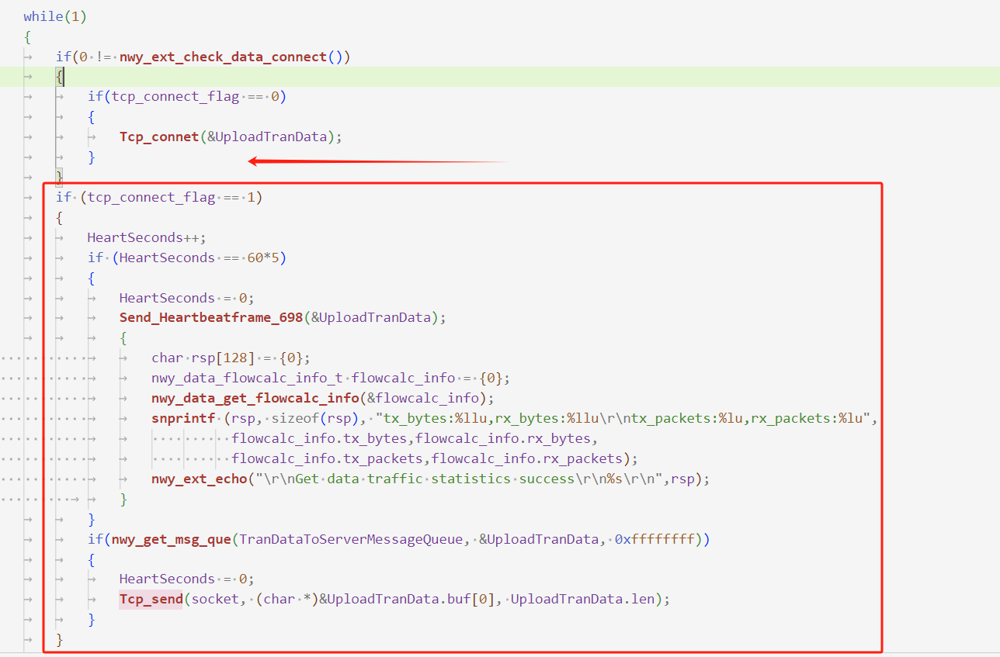 while(1)
{
if(0 != nwy_ext_check_data_connect())
{
if(tcp_connect_flag == 0)
{
Tcp_connet(&UploadTranData);
}
}
if (tcp_connect_flag == 1)
{
HeartSeconds++;
if (HeartSeconds == 60*5)
{
HeartSeconds = 0;
Send_Heartbeatframe_698(&UploadTranData);
{
char rsp[128] = {0};
nwy_data_flowcalc_info_t flowcalc_info = {0};
nwy_data_get_flowcalc_info(&flowcalc_info);
snprintf (rsp, sizeof(rsp), "tx_bytes:%llu,rx_bytes:%llu\r\ntx_packets:%lu,rx_packets:%lu",
flowcalc_info.tx_bytes,flowcalc_info.rx_bytes,
flowcalc_info.tx_packets,flowcalc_info.rx_packets);
nwy_ext_echo("\r\nGet data traffic statistics success\r\n%s\r\n",rsp);
}
}
if(nwy_get_msg_que(TranDataToServerMessageQueue, &UploadTranData, 0xffffffff))
{
HeartSeconds = 0;
Tcp_send(socket, (char *)&UploadTranData.buf[0], UploadTranData.len);
}
}